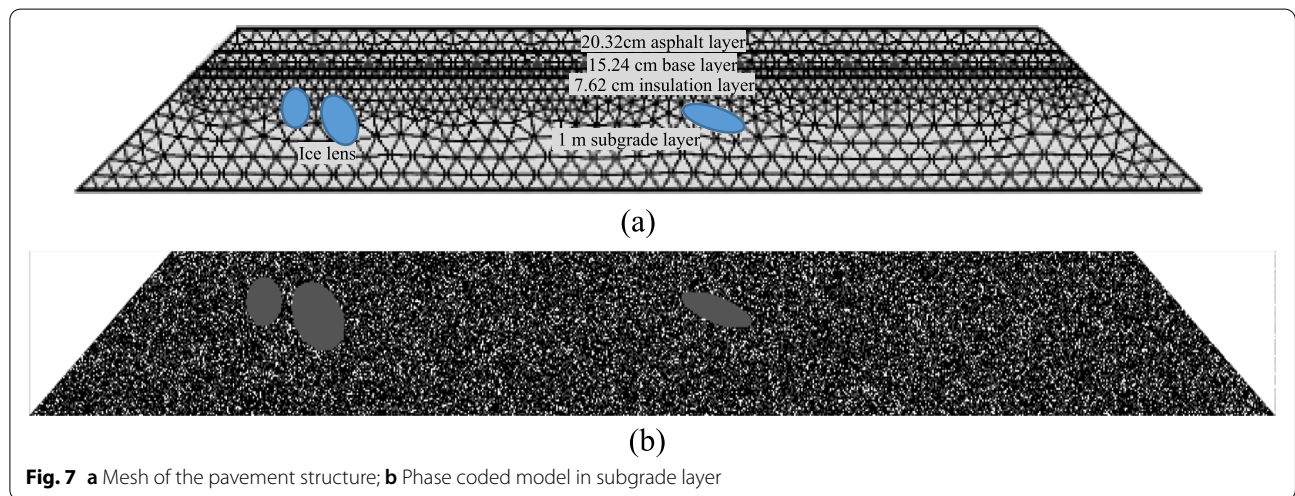 20.32cm asphalt layer
15.24 cm base layer
7.62 cm insulation layer
1 m subgrade layer
Ice lens
(a)
(b)
Fig. 7 a Mesh of the pavement structure; b Phase coded model in subgrade layer